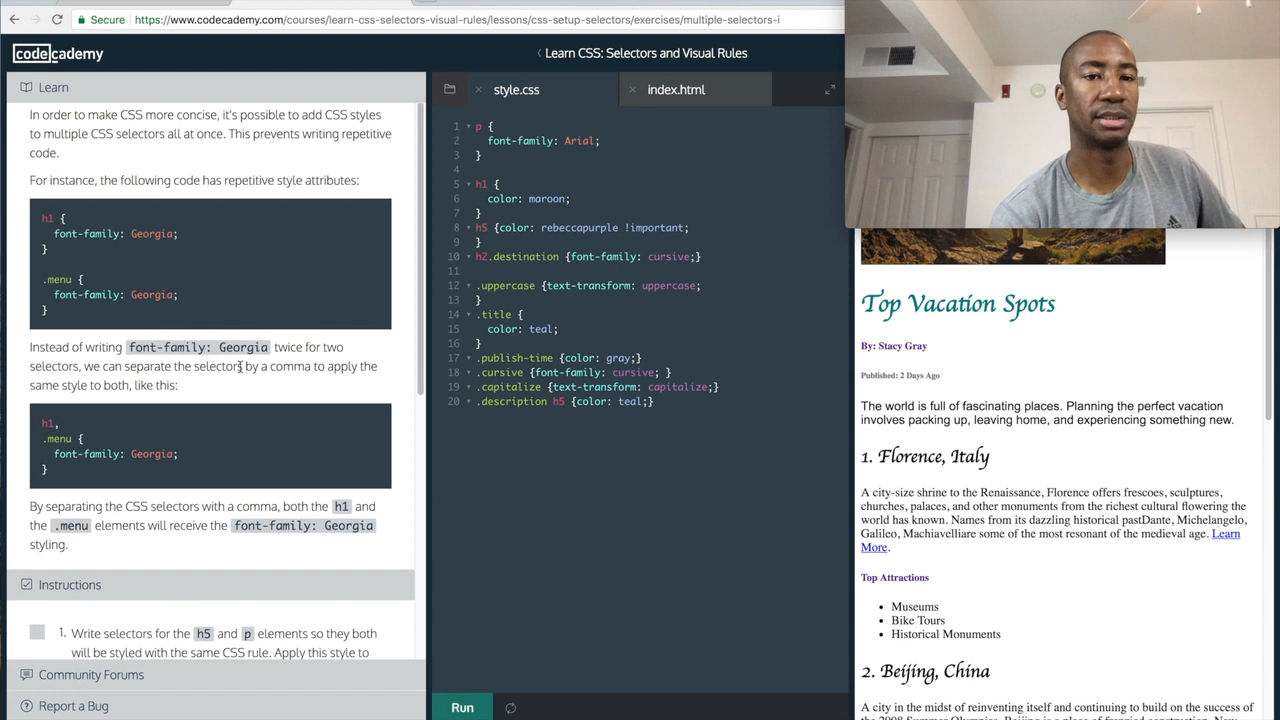 Secure
https://www.codecademy.com/courses/learn-css-selectors-visual-rules/lessons/css-setup-selectors/exercises/multiple-selectors-i
codecademy
Learn CSS: Selectors and Visual Rules
Learn
In order to make CSS more concise, it's possible to add CSS styles
to multiple CSS selectors all at once. This prevents writing repetitive
code.
For instance, the following code has repetitive style attributes:
h1 {
font-family: Georgia;
}
.menu {
font-family: Georgia;
}
Instead of writing font-family: Georgia twice for two
selectors, we can separate the selectors by a comma to apply the
same style to both, like this:
h1,
.menu {
font-family: Georgia;
}
By separating the CSS selectors with a comma, both the h1 and
the .menu elements will receive the font-family: Georgia
styling.
Instructions
1. Write selectors for the h5 and p elements so they both
will be styled with the same CSS rule. Apply this style to
Community Forums
Report a Bug
style.css
index.html
1 p {
2 font-family: Arial;
3 }
4
5 h1 {
6 color: maroon;
7 }
8 h5 {color: rebeccapurple !important;
9 }
10 h2.destination {font-family: cursive;}
11
12 .uppercase {text-transform: uppercase;
13 }
14 .title {
15 color: teal;
16 }
17 .publish-time {color: gray;}
18 .cursive {font-family: cursive; }
19 .capitalize {text-transform: capitalize;}
20 .description h5 {color: teal;}
Run
Top Vacation Spots
By: Stacy Gray
Published: 2 Days Ago
The world is full of fascinating places. Planning the perfect vacation
involves packing up, leaving home, and experiencing something new.
1. Florence, Italy
A city-size shrine to the Renaissance, Florence offers frescoes, sculptures,
churches, palaces, and other monuments from the richest cultural flowering the
world has known. Names from its dazzling historical pastDante, Michelangelo,
Galileo, Machiavelliare some of the most resonant of the medieval age. Learn
More.
Top Attractions
• Museums
• Bike Tours
• Historical Monuments
2. Beijing, China
A city in the midst of reinventing itself and continuing to build on the success of